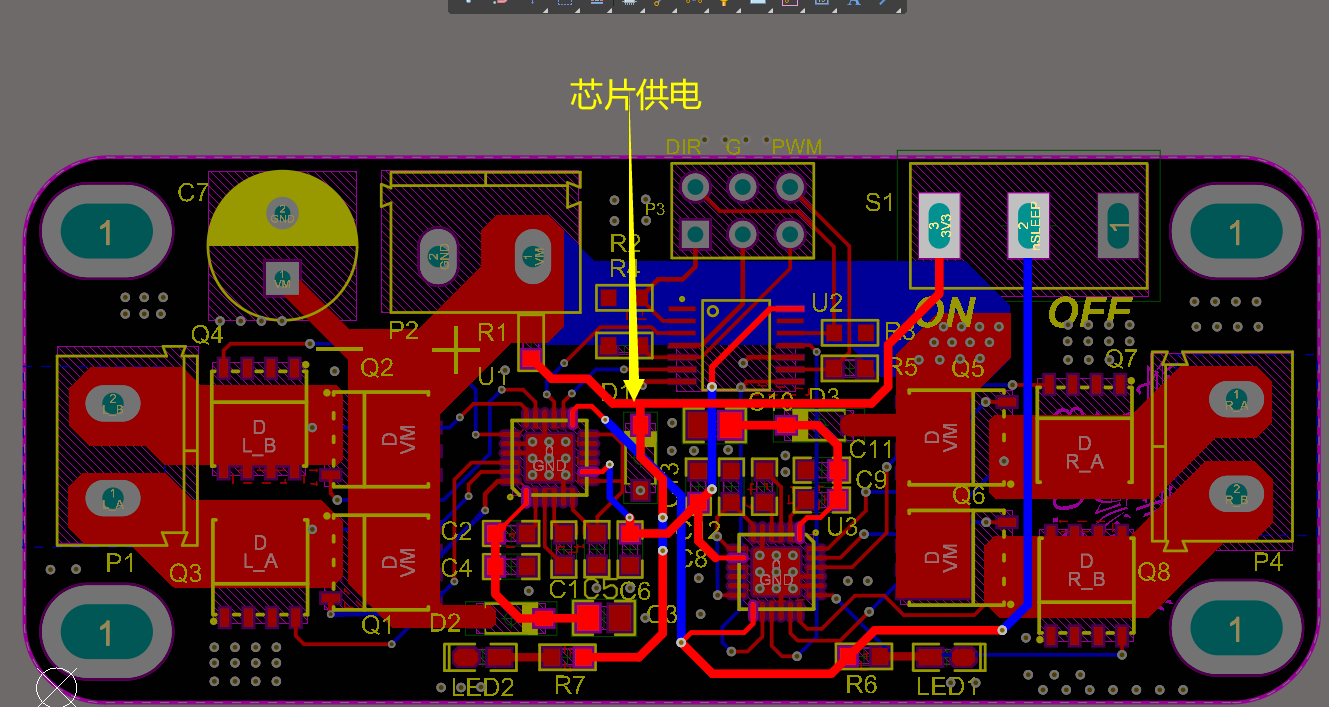 芯片供电
DIR G PWM
C7
P3
S1
1
2 GND
1 VM
2 GND
1 VM
3 3V3
2 nSLEEP
1
1
R2
R4
U2
ON OFF
Q4
P2
R1
R3
Q2
U1
R5
Q5
Q7
D1
C10
D3
2 L_B
D L_B
D VM
D VM
D R_A
1 R_A
GND
C11
C9
1 L_A
Q6
2 R_B
C2
U3
P1
Q3
D L_A
D VM
C4
C8
GND
D VM
D R_B
Q8
P4
C1 C5 C6
C3
Q1
D2
1
1
LED2
R7
R6
LED1